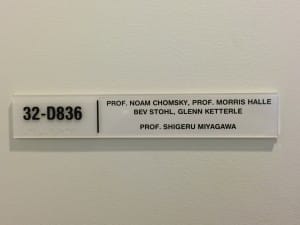 32-D836
PROF. NOAM CHOMSKY, PROF. MORRIS HALLE
BEV STOHL, GLENN KETTERLE
PROF. SHIGERU MIYAGAWA